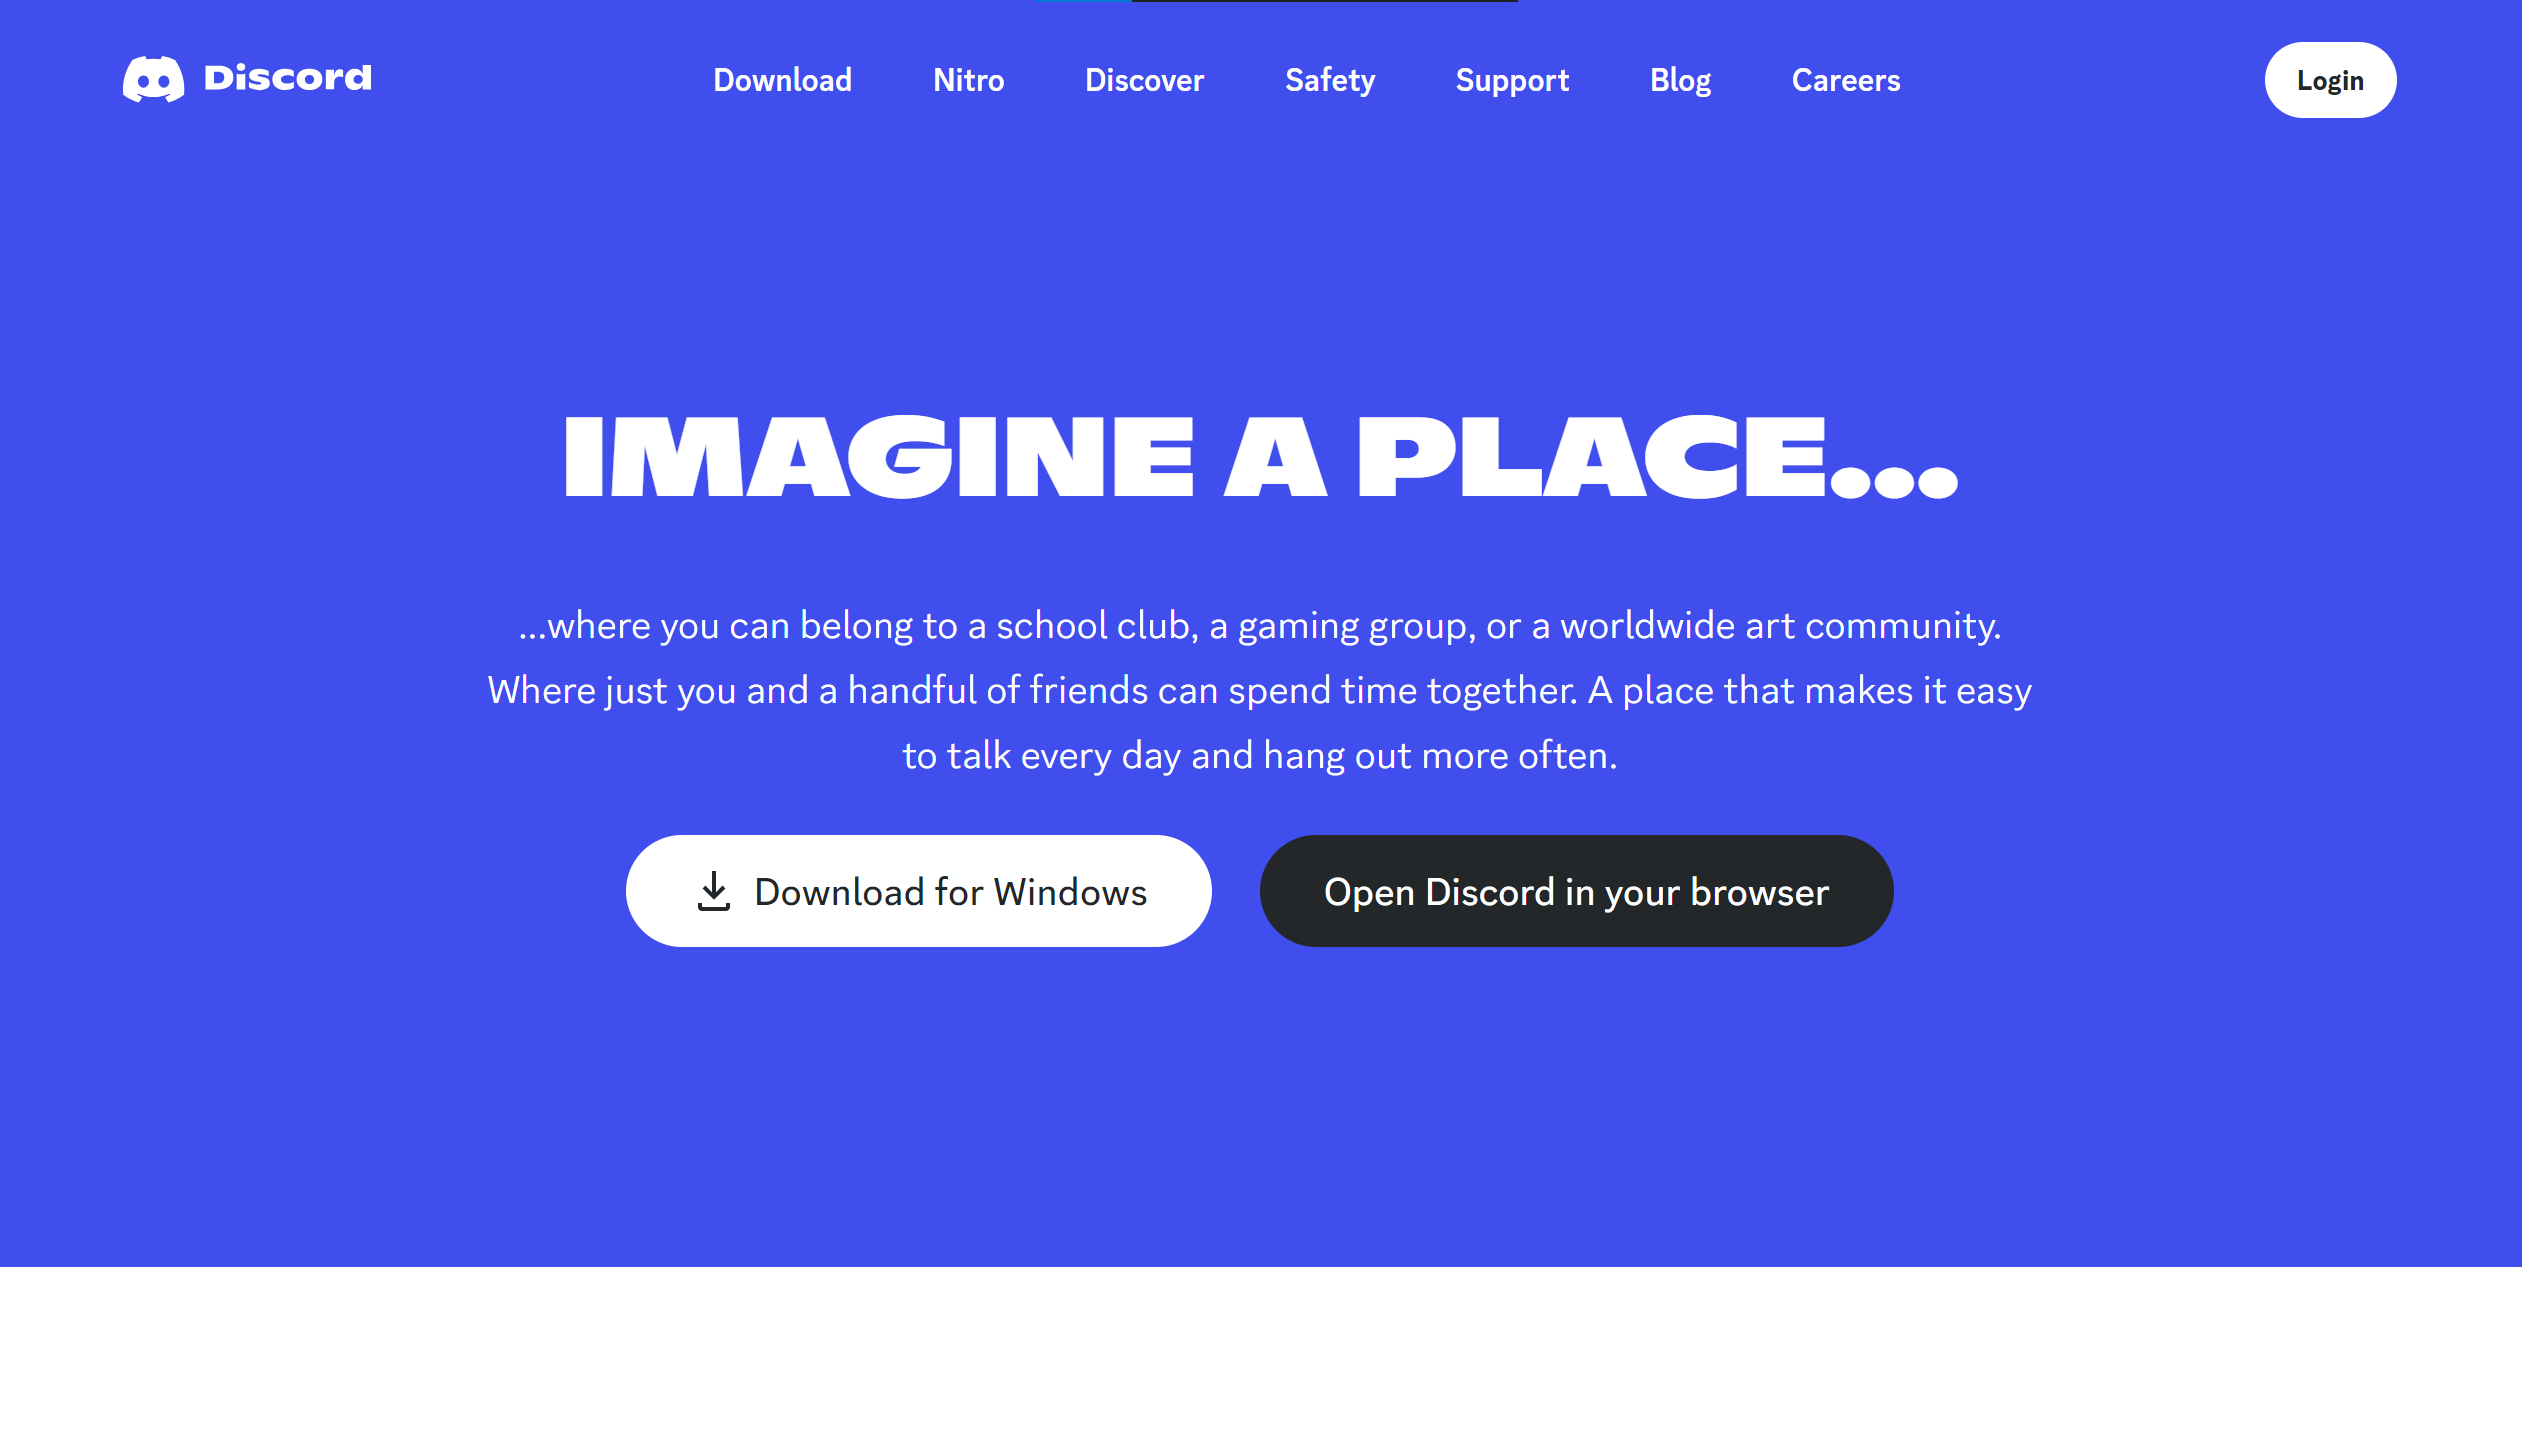 Discord
Download
Nitro
Discover
Safety
Support
Blog
Careers
Login
IMAGINE A PLACE...
...where you can belong to a school club, a gaming group, or a worldwide art community.
Where just you and a handful of friends can spend time together. A place that makes it easy
to talk every day and hang out more often.
Download for Windows
Open Discord in your browser